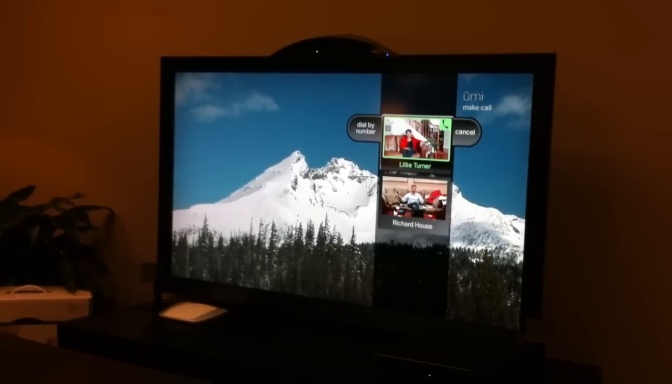 ūmi
make call
dial by
number
cancel
Lillie Turner
Richard House